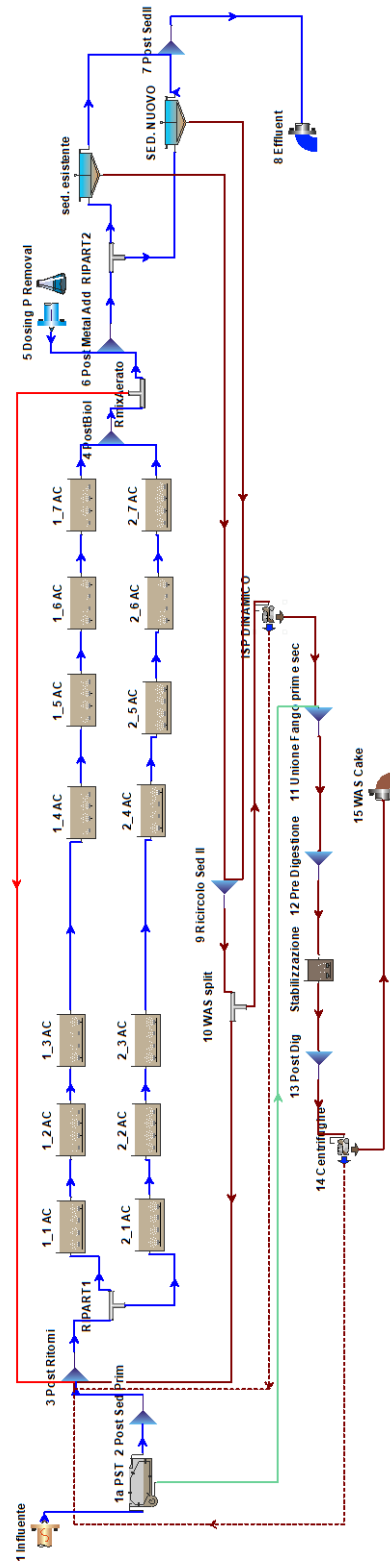 1 Influente
1a PST
2 Post Sed Prim
3 Post Ritorni
RIPART1
1_1 AC
1_2 AC
1_3 AC
1_4 AC
1_5 AC
1_6 AC
1_7 AC
2_1 AC
2_2 AC
2_3 AC
2_4 AC
2_5 AC
2_6 AC
2_7 AC
4 PostBiol
RmixAerato
5 Dosing P Removal
6 Post Metal Add
RIPART2
sed. esistente
SED. NUOVO
7 Post SedII
8 Effluent
9 Ricircolo Sed II
10 WAS split
ISP DINAMICO
11 Unione Fango prim e sec
12 Pre Digestione
Stabilizzazione
13 Post Dig
14 Centrifughe
15 WAS Cake